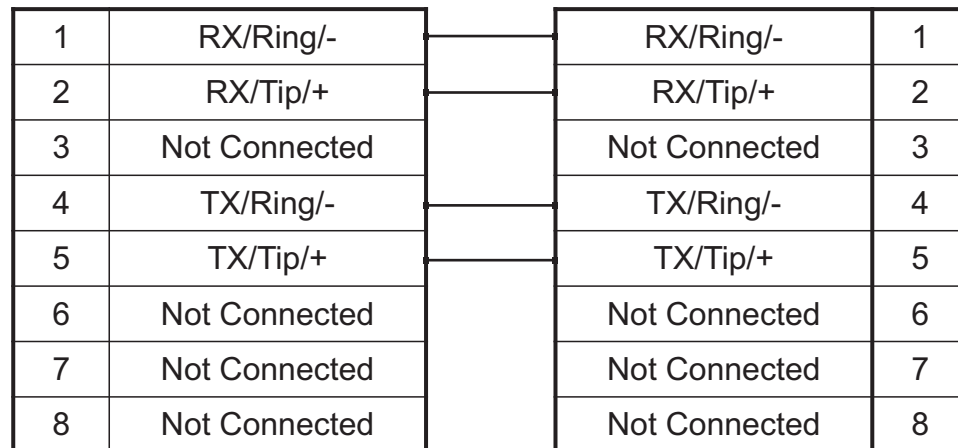 1 RX/Ring/- RX/Ring/- 1
2 RX/Tip/+ RX/Tip/+ 2
3 Not Connected Not Connected 3
4 TX/Ring/- TX/Ring/- 4
5 TX/Tip/+ TX/Tip/+ 5
6 Not Connected Not Connected 6
7 Not Connected Not Connected 7
8 Not Connected Not Connected 8